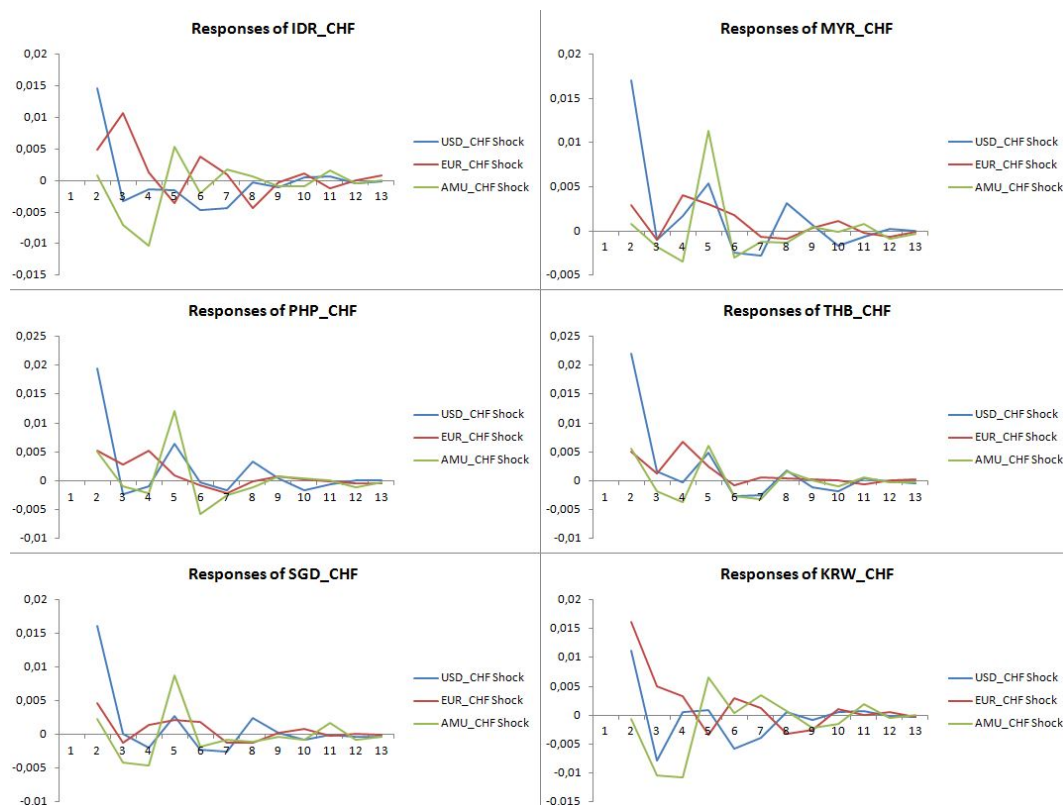 Responses of IDR_CHF
0,02
0,015
0,01
0,005
0
-0,005
-0,01
-0,015
1 2 3 4 5 6 7 8 9 10 11 12 13
USD_CHF Shock
EUR_CHF Shock
AMU_CHF Shock
Responses of MYR_CHF
0,02
0,015
0,01
0,005
0
-0,005
1 2 3 4 5 6 7 8 9 10 11 12 13
USD_CHF Shock
EUR_CHF Shock
AMU_CHF Shock
Responses of PHP_CHF
0,025
0,02
0,015
0,01
0,005
0
-0,005
-0,01
1 2 3 4 5 6 7 8 9 10 11 12 13
USD_CHF Shock
EUR_CHF Shock
AMU_CHF Shock
Responses of THB_CHF
0,025
0,02
0,015
0,01
0,005
0
-0,005
-0,01
1 2 3 4 5 6 7 8 9 10 11 12 13
USD_CHF Shock
EUR_CHF Shock
AMU_CHF Shock
Responses of SGD_CHF
0,02
0,015
0,01
0,005
0
-0,005
-0,01
1 2 3 4 5 6 7 8 9 10 11 12 13
USD_CHF Shock
EUR_CHF Shock
AMU_CHF Shock
Responses of KRW_CHF
0,02
0,015
0,01
0,005
0
-0,005
-0,01
-0,015
1 2 3 4 5 6 7 8 9 10 11 12 13
USD_CHF Shock
EUR_CHF Shock
AMU_CHF Shock